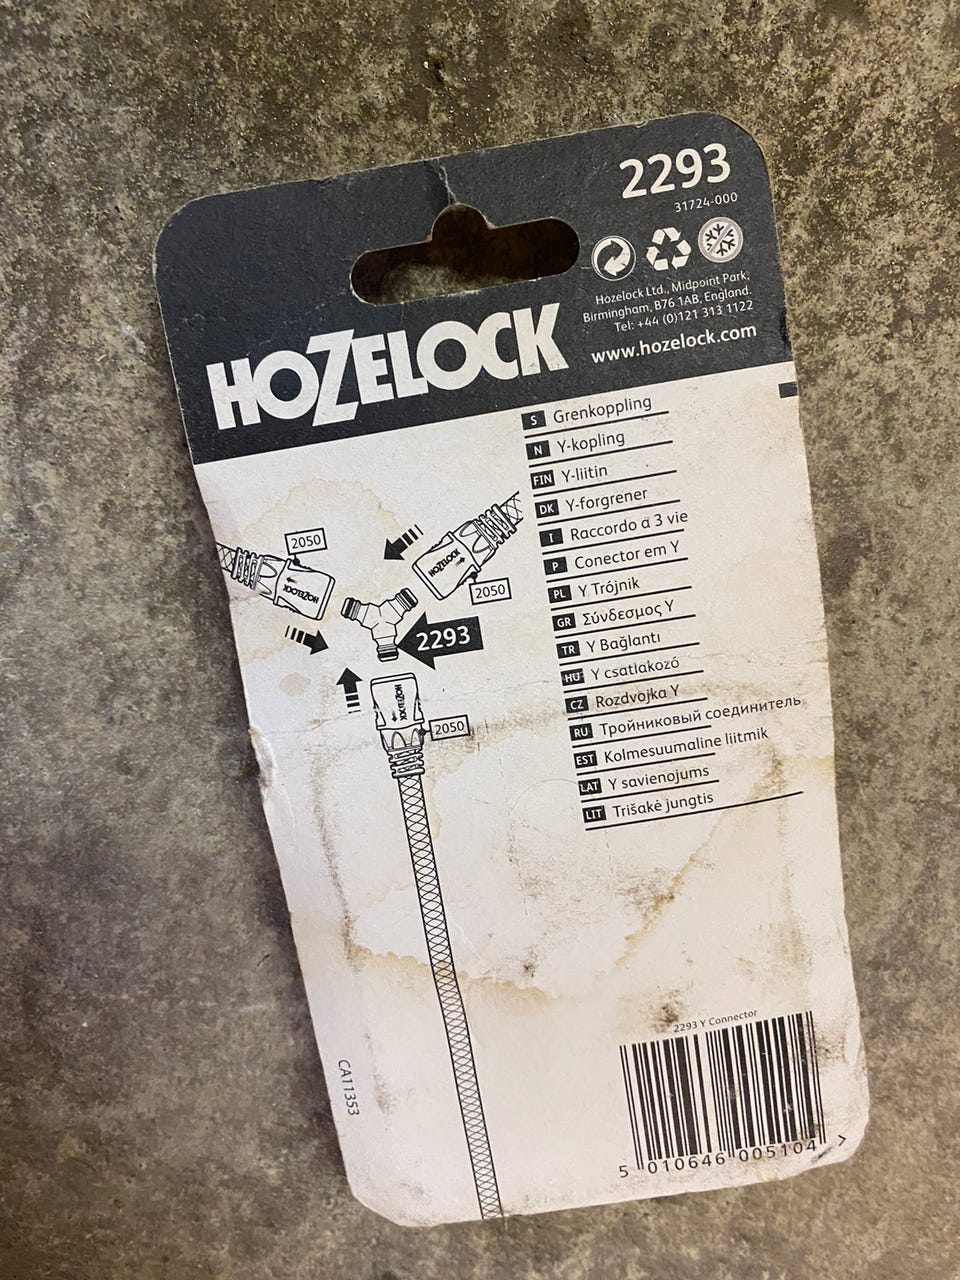 2293
31724-000
Hozelock Ltd., Midpoint Park,
Birmingham, B76 1AB, England.
Tel: +44 (0)121 313 1122
www.hozelock.com
HOZELOCK
S Grenkoppling
N Y-kopling
FIN Y-liitin
DK Y-forgrener
I Raccordo a 3 vie
P Conector em Y
PL Y Trójnik
GR Σύνδεσμος Y
TR Y Bağlantı
HU Y csatlakozó
CZ Rozdvojka Y
RU Тройниковый соединитель
EST Kolmesuumaline liitmik
LAT Y savienojums
LIT Trišakė jungtis
2050
HOZELOCK
HOZELOCK
2050
2293
HOZELOCK
2050
CA11353
2293 Y Connector
5 010646 005104 >